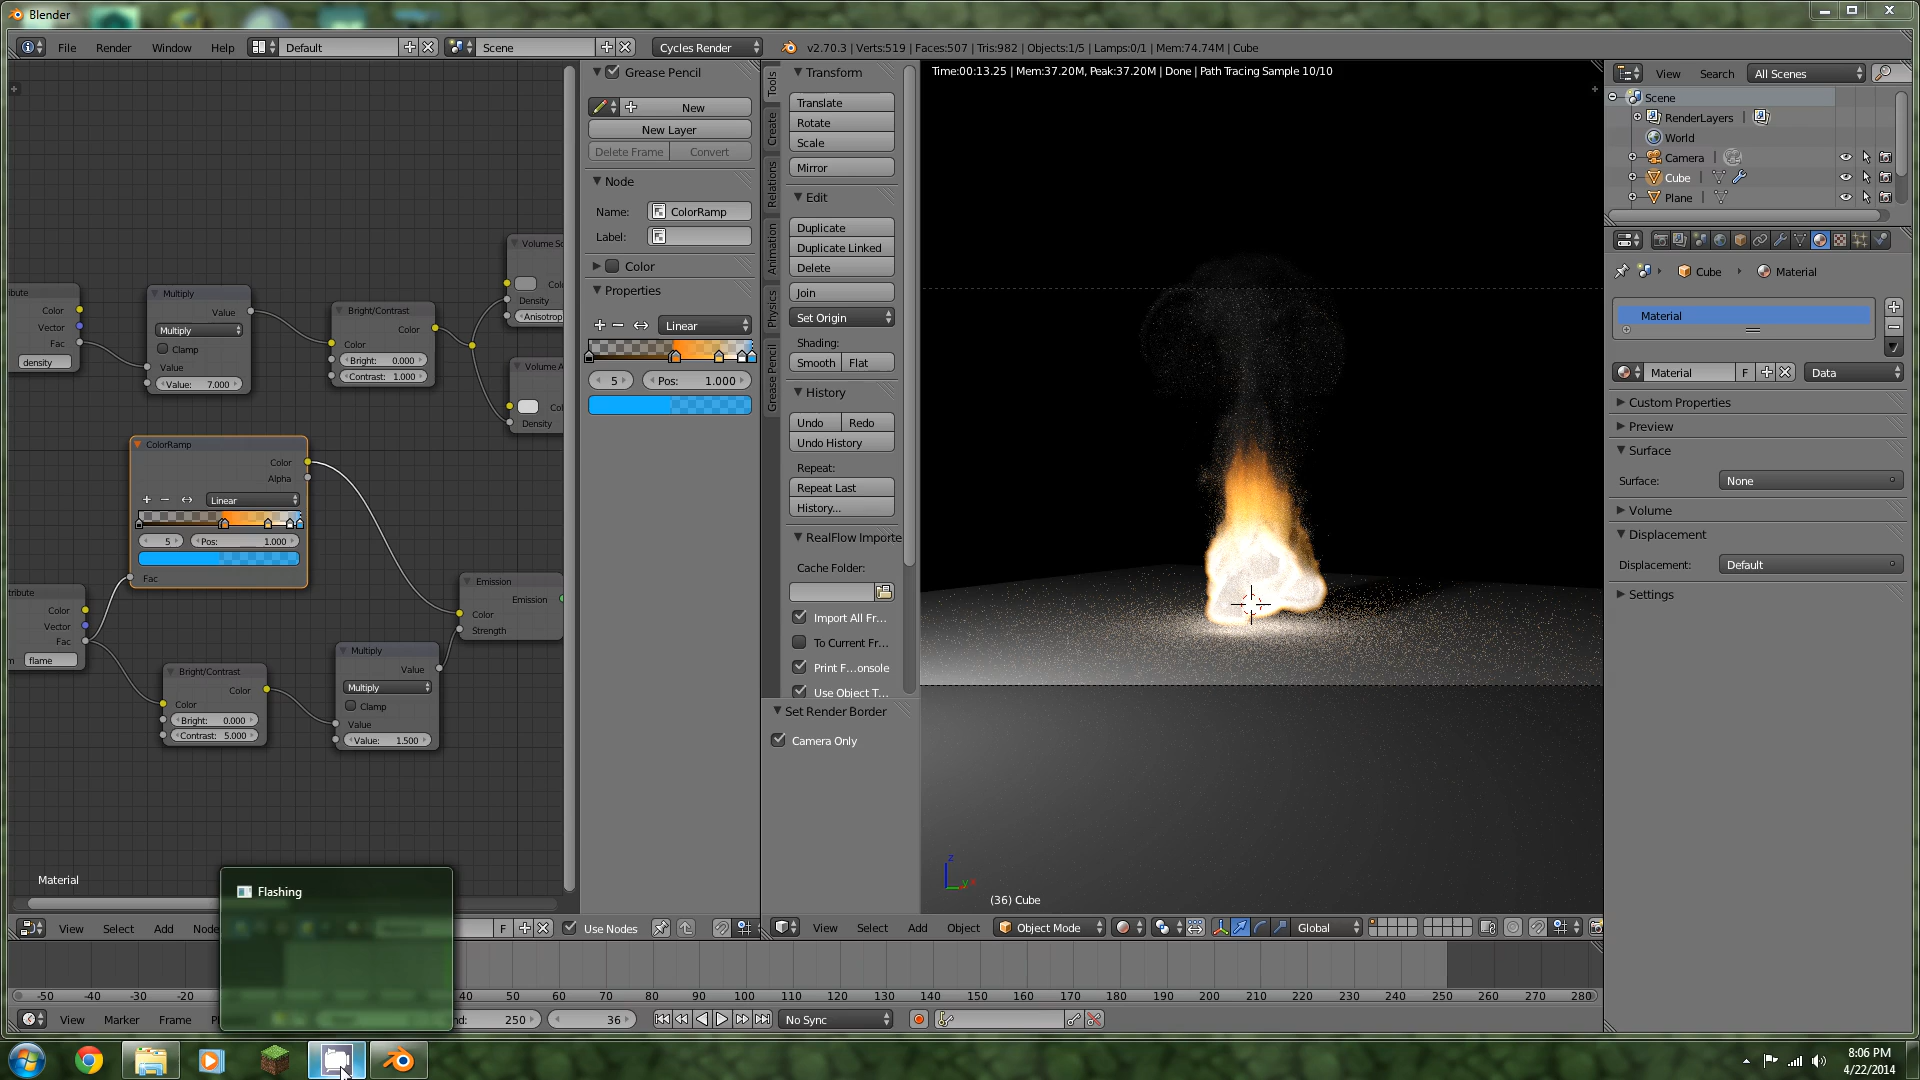 Blender
File Render Window Help Default Scene Cycles Render v2.70.3 | Verts:519 | Faces:507 | Tris:982 | Objects:1/5 | Lamps:0/1 | Mem:74.74M | Cube
Color
Vector
Fac
density
Multiply
Value
Multiply
Clamp
Value
Value: 7.000
Bright/Contrast
Color
Color
Bright: 0.000
Contrast: 1.000
Density
Anisotrop
Volume A
Density
ColorRamp
Color
Alpha
Linear
5 Pos: 1.000
Fac
Color
Vector
Fac
flame
Bright/Contrast
Color
Color
Bright: 0.000
Contrast: 5.000
Multiply
Value
Multiply
Clamp
Value
Value: 1.500
Emission
Emission
Color
Strength
Material
Flashing
View Select Add Node F Use Nodes
Grease Pencil
New
New Layer
Delete Frame Convert
Node
Name: ColorRamp
Label:
Color
Properties
Linear
5 Pos: 1.000
Tools
Create
Relations
Animation
Physics
Grease Pencil
Transform
Translate
Rotate
Scale
Mirror
Edit
Duplicate
Duplicate Linked
Delete
Join
Set Origin
Shading:
Smooth Flat
History
Undo Redo
Undo History
Repeat:
Repeat Last
History...
RealFlow Importe
Cache Folder:
Import All Fr...
To Current Fr...
Print F...onsole
Use Object T...
Set Render Border
Camera Only
Time:00:13.25 | Mem:37.20M, Peak:37.20M | Done | Path Tracing Sample 10/10
z
y
(36) Cube
View Select Add Object Object Mode Global
View Search All Scenes
Scene
RenderLayers
World
Camera
Cube
Plane
Cube Material
Material
Material F Data
Custom Properties
Preview
Surface
Surface: None
Volume
Displacement
Displacement: Default
Settings
-50 -40 -30 -20 40 50 60 70 80 90 100 110 120 130 140 150 160 170 180 190 200 210 220 230 240 250 260 270 280
View Marker Frame nd: 250 36 No Sync
8:06 PM
4/22/2014